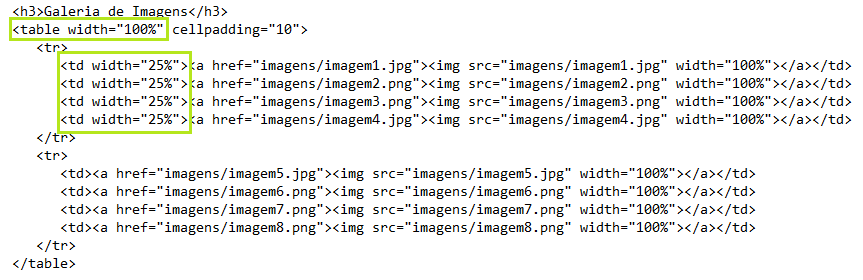 <h3>Galeria de Imagens</h3>
<table width="100%" cellpadding="10">
<tr>
<td width="25%"><a href="imagens/imagem1.jpg"><img src="imagens/imagem1.jpg" width="100%"></a></td>
<td width="25%"><a href="imagens/imagem2.png"><img src="imagens/imagem2.png" width="100%"></a></td>
<td width="25%"><a href="imagens/imagem3.png"><img src="imagens/imagem3.png" width="100%"></a></td>
<td width="25%"><a href="imagens/imagem4.jpg"><img src="imagens/imagem4.jpg" width="100%"></a></td>
</tr>
<tr>
<td><a href="imagens/imagem5.jpg"><img src="imagens/imagem5.jpg" width="100%"></a></td>
<td><a href="imagens/imagem6.png"><img src="imagens/imagem6.png" width="100%"></a></td>
<td><a href="imagens/imagem7.png"><img src="imagens/imagem7.png" width="100%"></a></td>
<td><a href="imagens/imagem8.png"><img src="imagens/imagem8.png" width="100%"></a></td>
</tr>
</table>